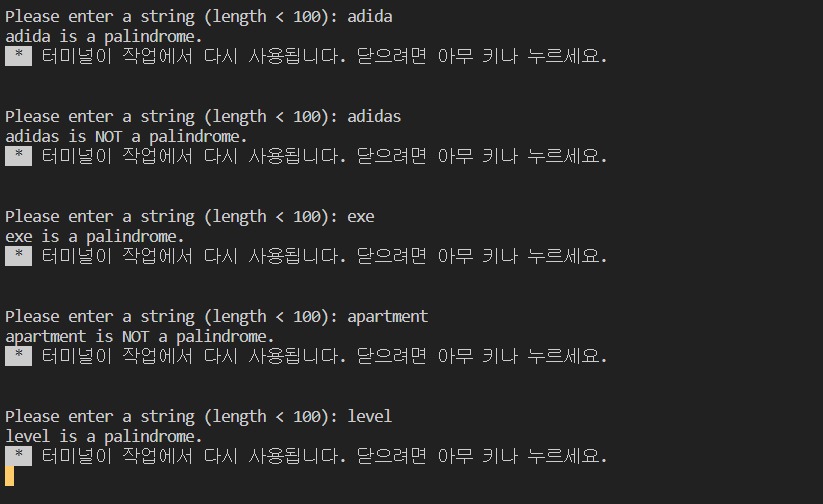 Please enter a string (length < 100): adida
adida is a palindrome.
* 터미널이 작업에서 다시 사용됩니다. 닫으려면 아무 키나 누르세요.
Please enter a string (length < 100): adidas
adidas is NOT a palindrome.
* 터미널이 작업에서 다시 사용됩니다. 닫으려면 아무 키나 누르세요.
Please enter a string (length < 100): exe
exe is a palindrome.
* 터미널이 작업에서 다시 사용됩니다. 닫으려면 아무 키나 누르세요.
Please enter a string (length < 100): apartment
apartment is NOT a palindrome.
* 터미널이 작업에서 다시 사용됩니다. 닫으려면 아무 키나 누르세요.
Please enter a string (length < 100): level
level is a palindrome.
* 터미널이 작업에서 다시 사용됩니다. 닫으려면 아무 키나 누르세요.